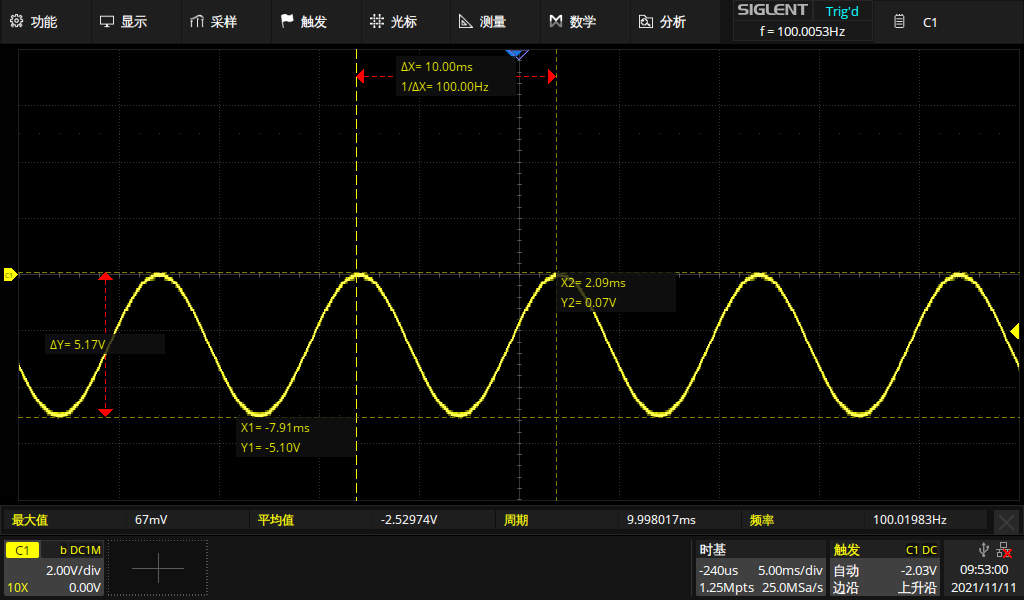 功能 显示 采样 触发 光标 测量 数学 分析 SIGLENT Trig'd C1
f = 100.0053Hz
ΔX= 10.00ms
1/ΔX= 100.00Hz
C1
X2= 2.09ms
Y2= 0.07V
ΔY= 5.17V
X1= -7.91ms
Y1= -5.10V
最大值 67mV 平均值 -2.52974V 周期 9.998017ms 频率 100.01983Hz
C1 b DC1M
2.00V/div
10X 0.00V
时基
-240us 5.00ms/div
1.25Mpts 25.0MSa/s
触发 C1 DC
自动 -2.03V
边沿 上升沿
09:53:00
2021/11/11